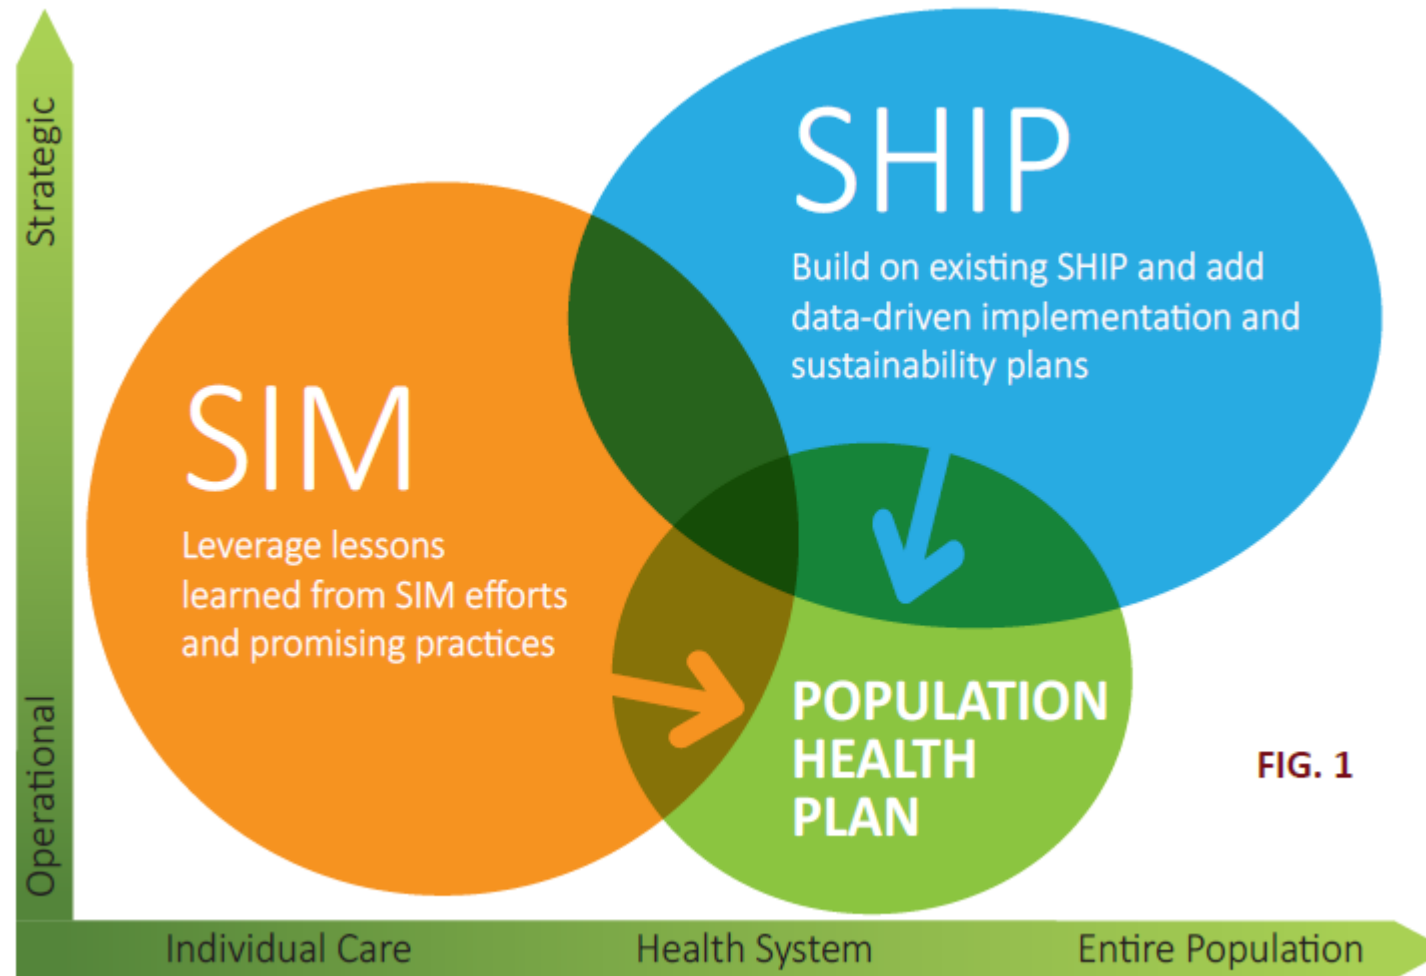 Strategic
SHIP
Build on existing SHIP and add
data-driven implementation and
sustainability plans
SIM
Leverage lessons
learned from SIM efforts
and promising practices
POPULATION
HEALTH
PLAN
FIG. 1
Operational
Individual Care
Health System
Entire Population